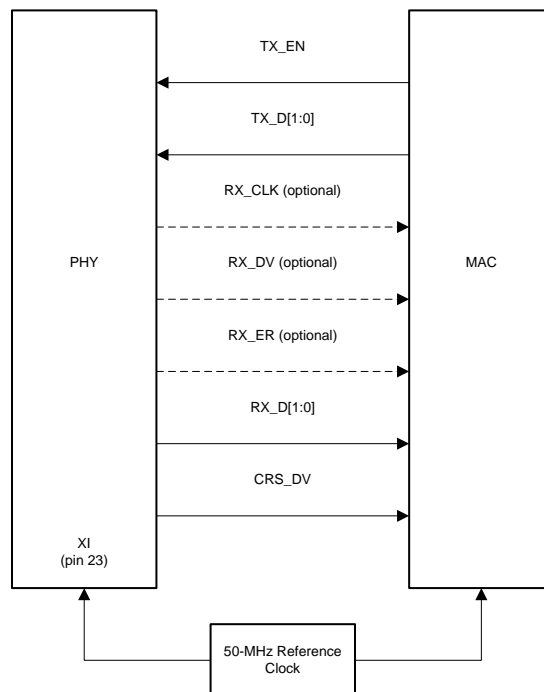 TX_EN
TX_D[1:0]
RX_CLK (optional)
PHY
RX_DV (optional)
MAC
RX_ER (optional)
RX_D[1:0]
CRS_DV
XI
(pin 23)
50-MHz Reference
Clock